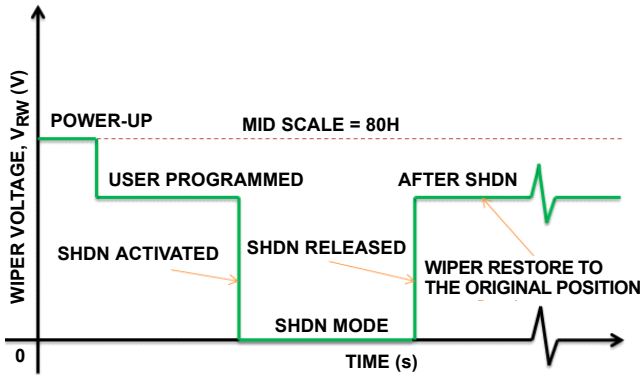 WIPER VOLTAGE, VRW (V)
POWER-UP
MID SCALE = 80H
USER PROGRAMMED
AFTER SHDN
SHDN ACTIVATED
SHDN RELEASED
WIPER RESTORE TO
THE ORIGINAL POSITION
SHDN MODE
0
TIME (s)